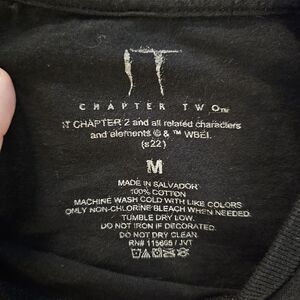 IT
CHAPTER TWO™
IT CHAPTER 2 and all related characters
and elements © & ™ WBEI.
(s22)
M
MADE IN SALVADOR
100% COTTON
MACHINE WASH COLD WITH LIKE COLORS
ONLY NON-CHLORINE BLEACH WHEN NEEDED
TUMBLE DRY LOW.
DO NOT IRON IF DECORATED.
DO NOT DRY CLEAN
RN# 115665 / JVT